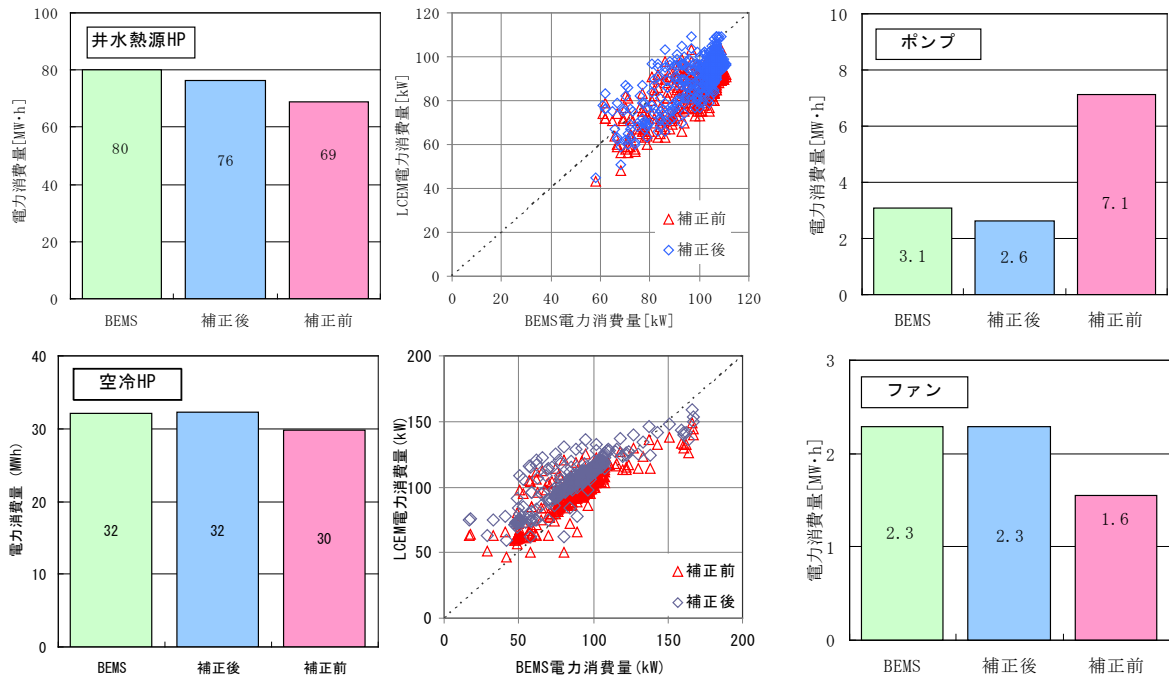 井水熱源HP
電力消費量[MW・h]
100
80
60
40
20
0
80
76
69
BEMS
補正後
補正前
LCEM電力消費量[kW]
120
100
80
60
40
20
0
△補正前
◇補正後
0 20 40 60 80 100 120
BEMS電力消費量[kW]
ポンプ
電力消費量[MW・h]
10
8
6
4
2
0
3.1
2.6
7.1
BEMS
補正後
補正前
空冷HP
電力消費量 (MWh)
40
30
20
10
0
32
32
30
BEMS
補正後
補正前
LCEM電力消費量(kW)
200
150
100
50
0
△補正前
◇補正後
0 50 100 150 200
BEMS電力消費量(kW)
ファン
電力消費量[MW・h]
3
2
1
0
2.3
2.3
1.6
BEMS
補正後
補正前